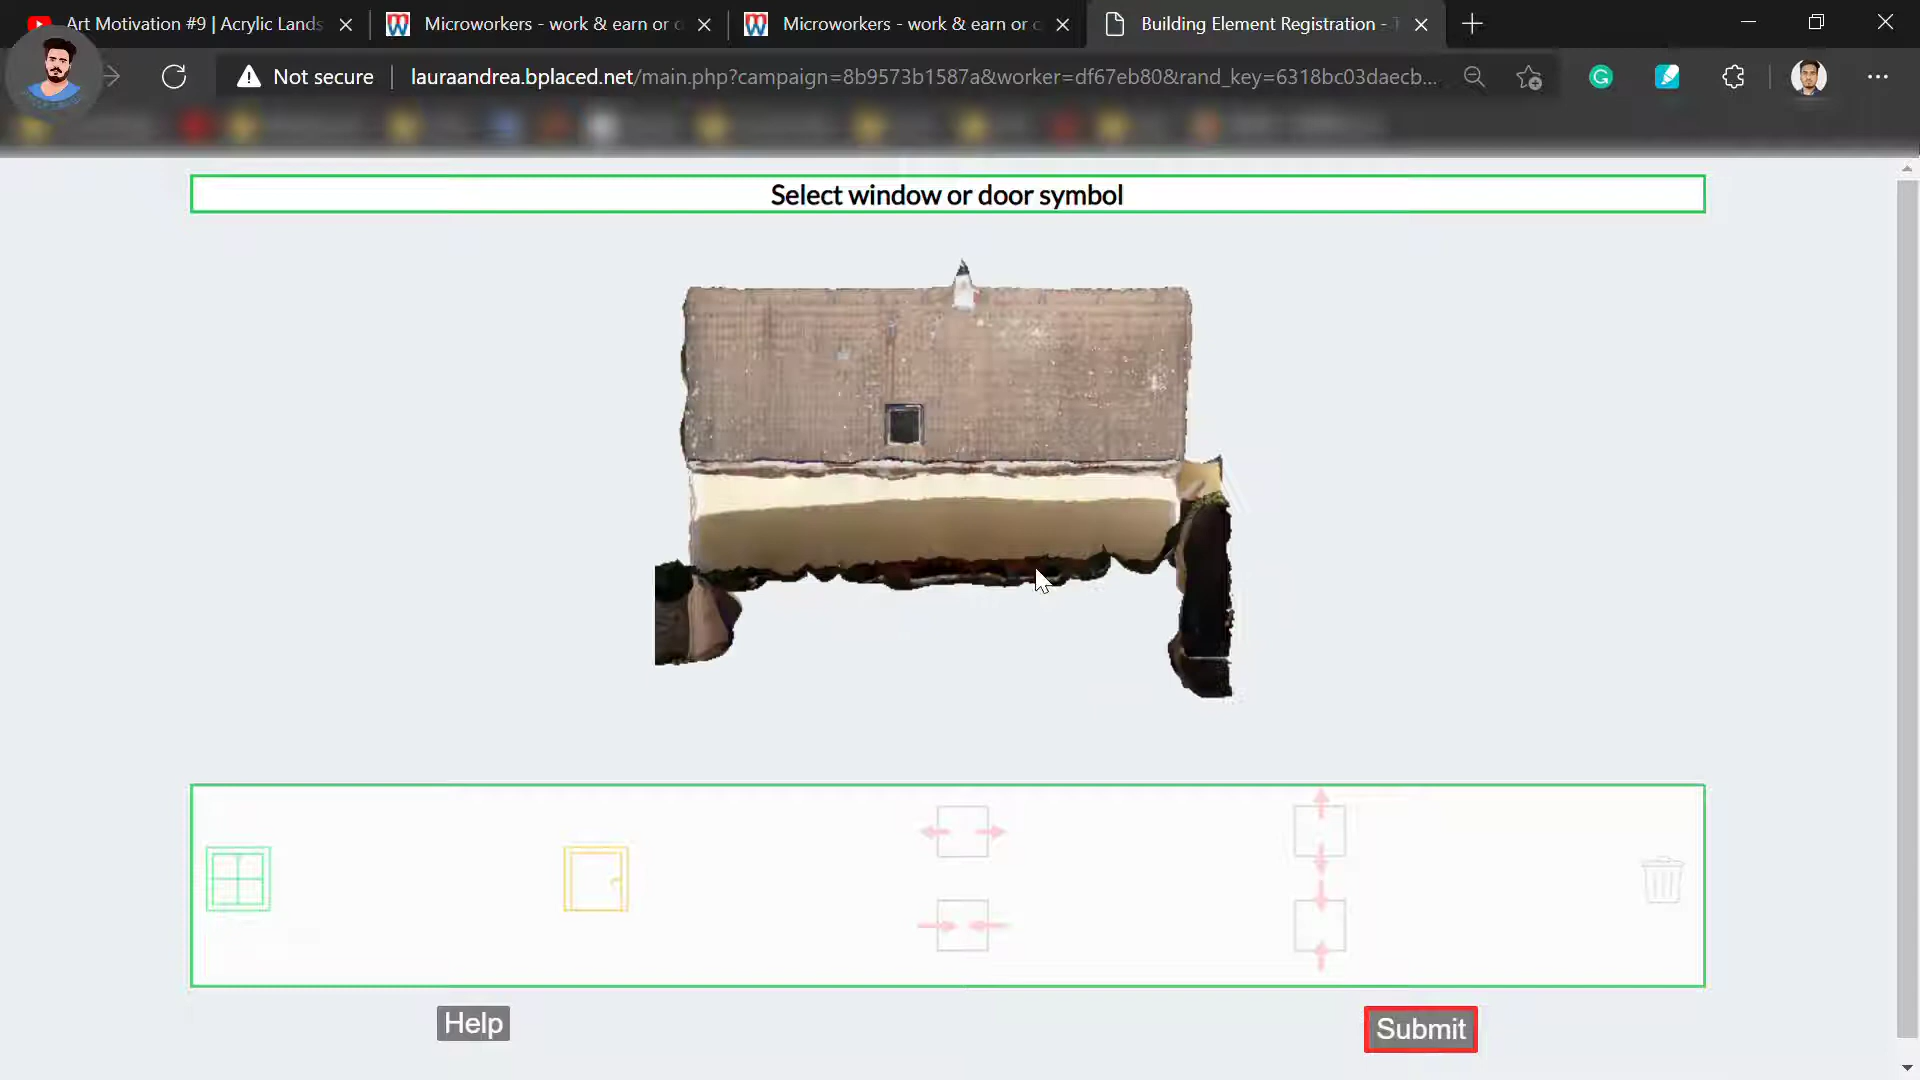 Art Motivation #9 | Acrylic Lands
Microworkers - work & earn or c
Microworkers - work & earn or c
Building Element Registration - T
Not secure
lauraandrea.bplaced.net/main.php?campaign=8b9573b1587a&worker=df67eb80&rand_key=6318bc03daecb...
Select window or door symbol
Help
Submit